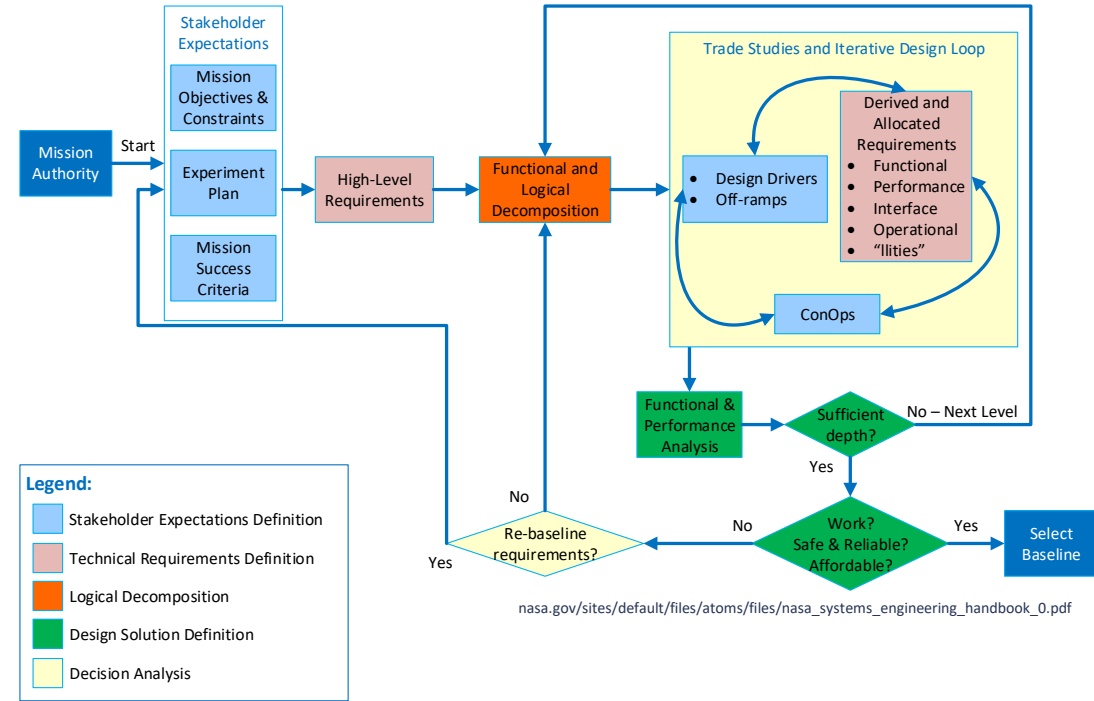 Stakeholder
Expectations
Mission
Objectives &
Constraints
Mission
Authority
Start
Experiment
Plan
Mission
Success
Criteria
High-Level
Requirements
Functional and
Logical
Decomposition
Trade Studies and Iterative Design Loop
• Design Drivers
• Off-ramps
Derived and
Allocated
Requirements
• Functional
• Performance
• Interface
• Operational
• “Ilities”
ConOps
Functional &
Performance
Analysis
Sufficient
depth?
No – Next Level
Yes
Work?
Safe & Reliable?
Affordable?
Yes
Select
Baseline
No
Re-baseline
requirements?
No
Yes
nasa.gov/sites/default/files/atoms/files/nasa_systems_engineering_handbook_0.pdf
Legend:
Stakeholder Expectations Definition
Technical Requirements Definition
Logical Decomposition
Design Solution Definition
Decision Analysis